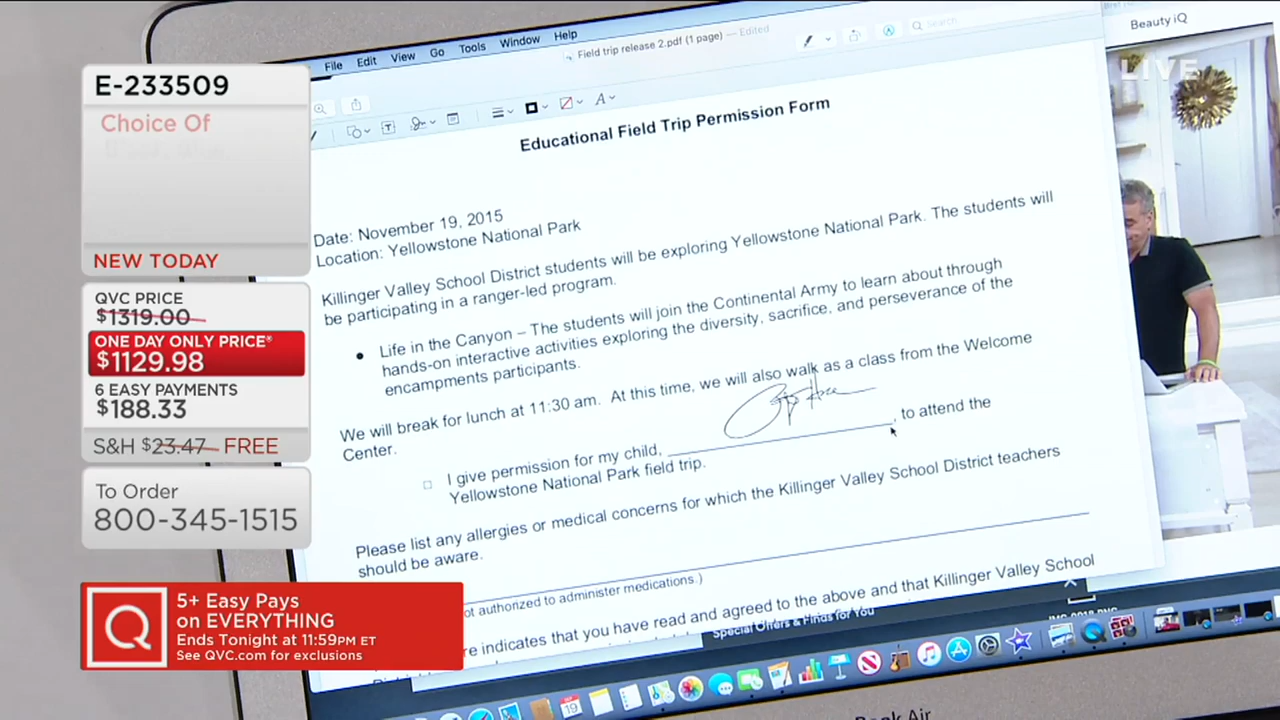 E-233509
Choice Of
NEW TODAY
QVC PRICE
$1319.00
ONE DAY ONLY PRICE®
$1129.98
6 EASY PAYMENTS
$188.33
S&H $23.47 FREE
To Order
800-345-1515
5+ Easy Pays
on EVERYTHING
Ends Tonight at 11:59PM ET
See QVC.com for exclusions
File Edit View Go Tools Window Help
Field trip release 2.pdf (1 page) — Edited
Search
Beauty iQ
LIVE
Educational Field Trip Permission Form
Date: November 19, 2015
Location: Yellowstone National Park
Killinger Valley School District students will be exploring Yellowstone National Park. The students will
be participating in a ranger-led program.
• Life in the Canyon – The students will join the Continental Army to learn about through
hands-on interactive activities exploring the diversity, sacrifice, and perseverance of the
encampments participants.
We will break for lunch at 11:30 am. At this time, we will also walk as a class from the Welcome
Center.
I give permission for my child, , to attend the
Yellowstone National Park field trip.
Please list any allergies or medical concerns for which the Killinger Valley School District teachers
should be aware.
not authorized to administer medications.)
re indicates that you have read and agreed to the above and that Killinger Valley School
Special Offers & Finds for You
19
Book Air